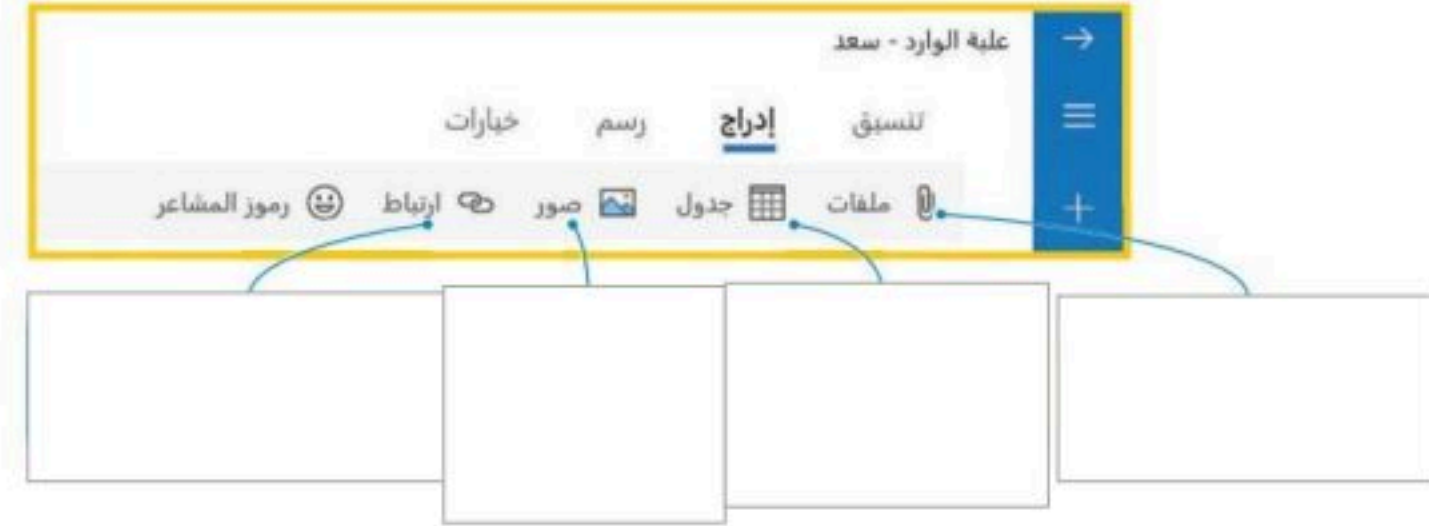 علبة الوارد - سعد
تنسيق إدراج رسم خيارات
ملفات جدول صور ارتباط رموز المشاعر